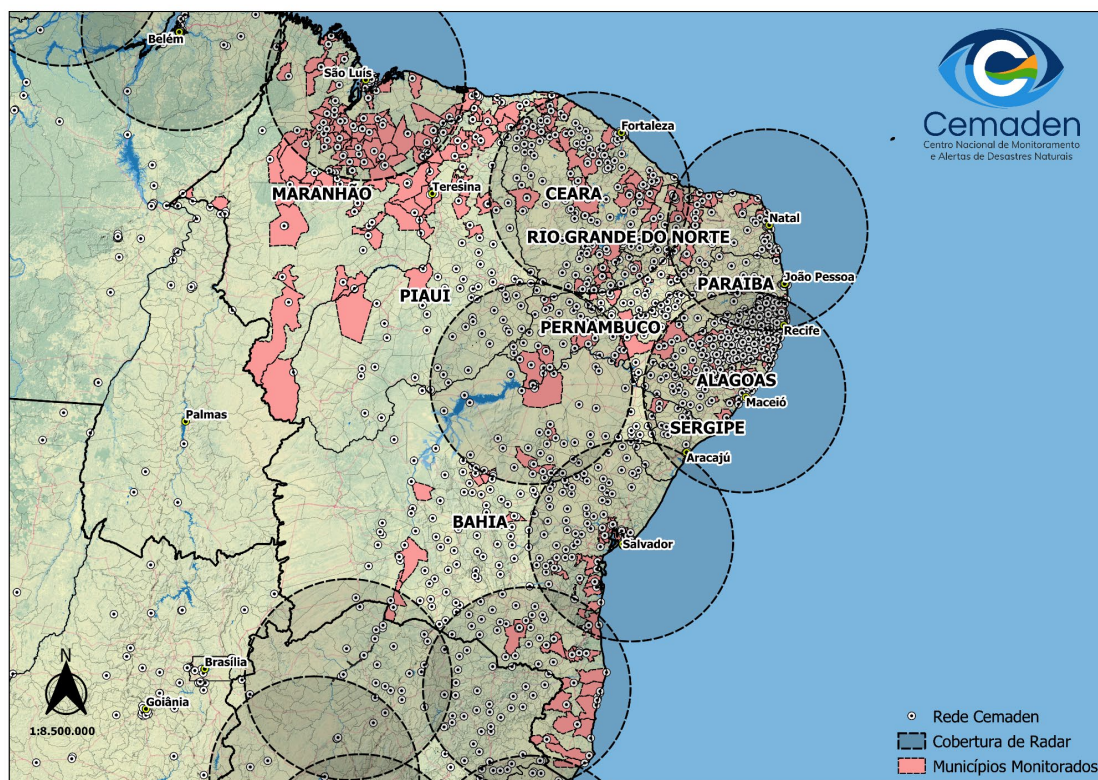 Belém
São Luís
Cemaden
Centro Nacional de Monitoramento
e Alertas de Desastres Naturais
Fortaleza
MARANHÃO
Teresina
CEARA
Natal
RIO GRANDE DO NORTE
João Pessoa
PARAIBA
PIAUI
PERNAMBUCO
Recife
ALAGOAS
Maceió
Palmas
SERGIPE
Aracajú
BAHIA
Salvador
N
Brasília
Goiânia
1:8.500.000
Rede Cemaden
Cobertura de Radar
Municípios Monitorados